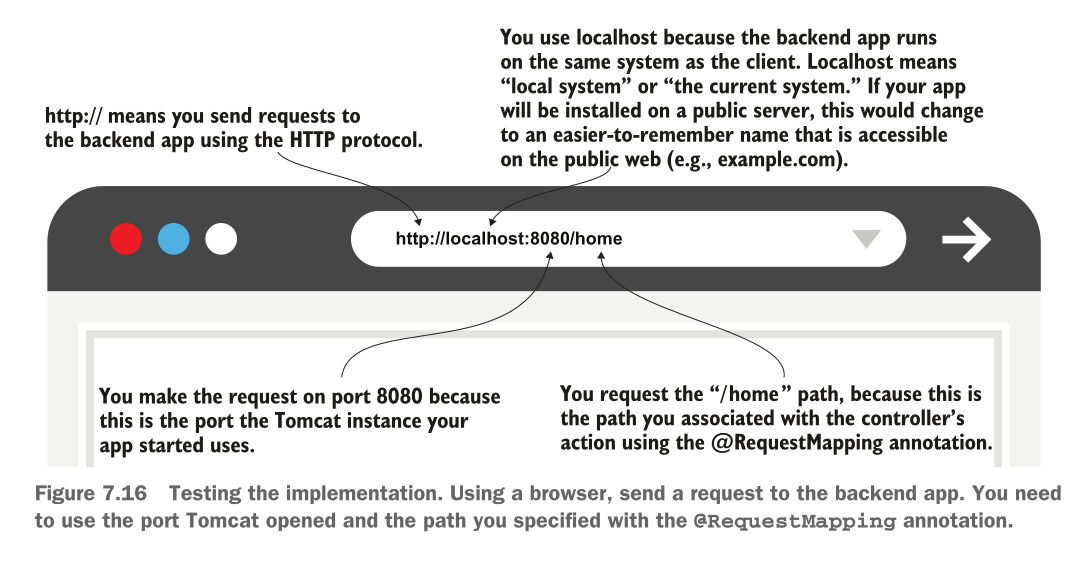 You use localhost because the backend app runs
on the same system as the client. Localhost means
“local system” or “the current system.” If your app
will be installed on a public server, this would change
to an easier-to-remember name that is accessible
on the public web (e.g., example.com).
http:// means you send requests to
the backend app using the HTTP protocol.
http://localhost:8080/home
You make the request on port 8080 because
this is the port the Tomcat instance your
app started uses.
You request the “/home” path, because this is
the path you associated with the controller’s
action using the @RequestMapping annotation.
Figure 7.16 Testing the implementation. Using a browser, send a request to the backend app. You need
to use the port Tomcat opened and the path you specified with the @RequestMapping annotation.